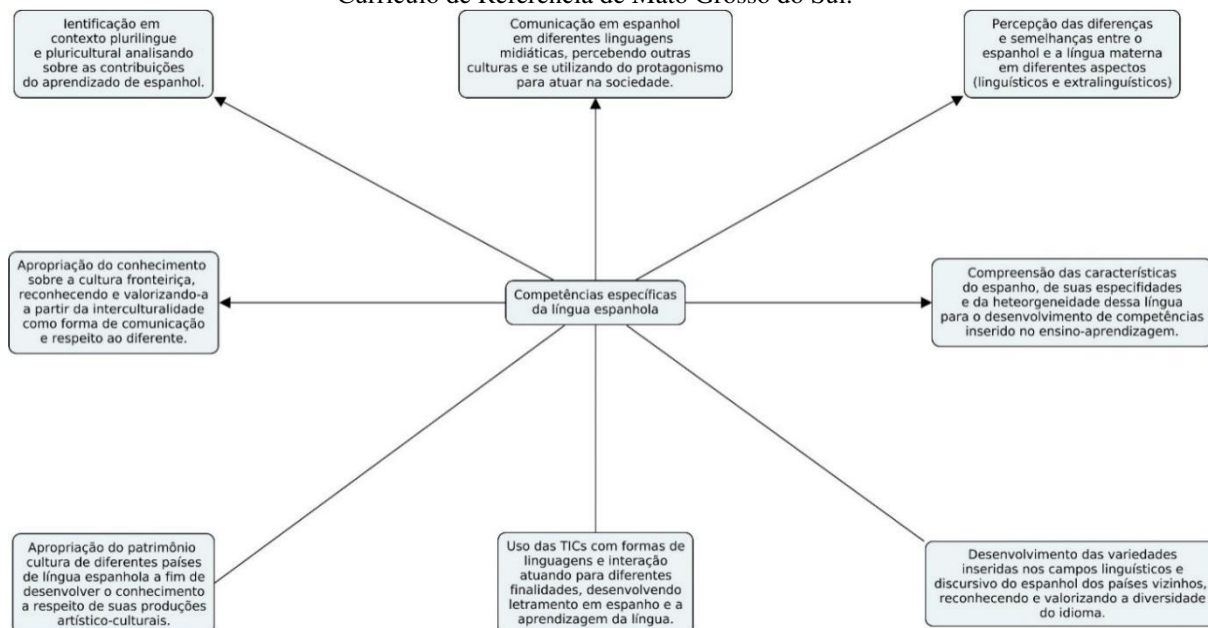 Currículo de Referência de Mato Grosso do Sul.
Ientificação em
contexto plurilingue
e pluricultural analisando
sobre as contribuições
do aprendizado de espanhol.
Comunicação em espanhol
em diferentes linguagens
midiáticas, percebendo outras
culturas e se utilizando do protagonismo
para atuar na sociedade.
Percepção das diferenças
e semelhanças entre o
espanhol e a língua materna
em diferentes aspectos
(linguísticos e extralinguísticos)
Apropriação do conhecimento
sobre a cultura fronteiriça,
reconhecendo e valorizando-a
a partir da interculturalidade
como forma de comunicação
e respeito ao diferente.
Competências específicas
da língua espanhola
Compreensão das características
do espanho, de suas especifidades
e da heteorgeneidade dessa língua
para o desenvolvimento de competências
inserido no ensino-aprendizagem.
Apropriação do patrimônio
cultura de diferentes países
de língua espanhola a fim de
desenvolver o conhecimento
a respeito de suas produções
artístico-culturais.
Uso das TICs com formas de
linguagens e interação
atuando para diferentes
finalidades, desenvolvendo
letramento em espanho e a
aprendizagem da língua.
Desenvolvimento das variedades
inseridas nos campos linguísticos e
discursivo do espanhol dos países vizinhos,
reconhecendo e valorizando a diversidade
do idioma.